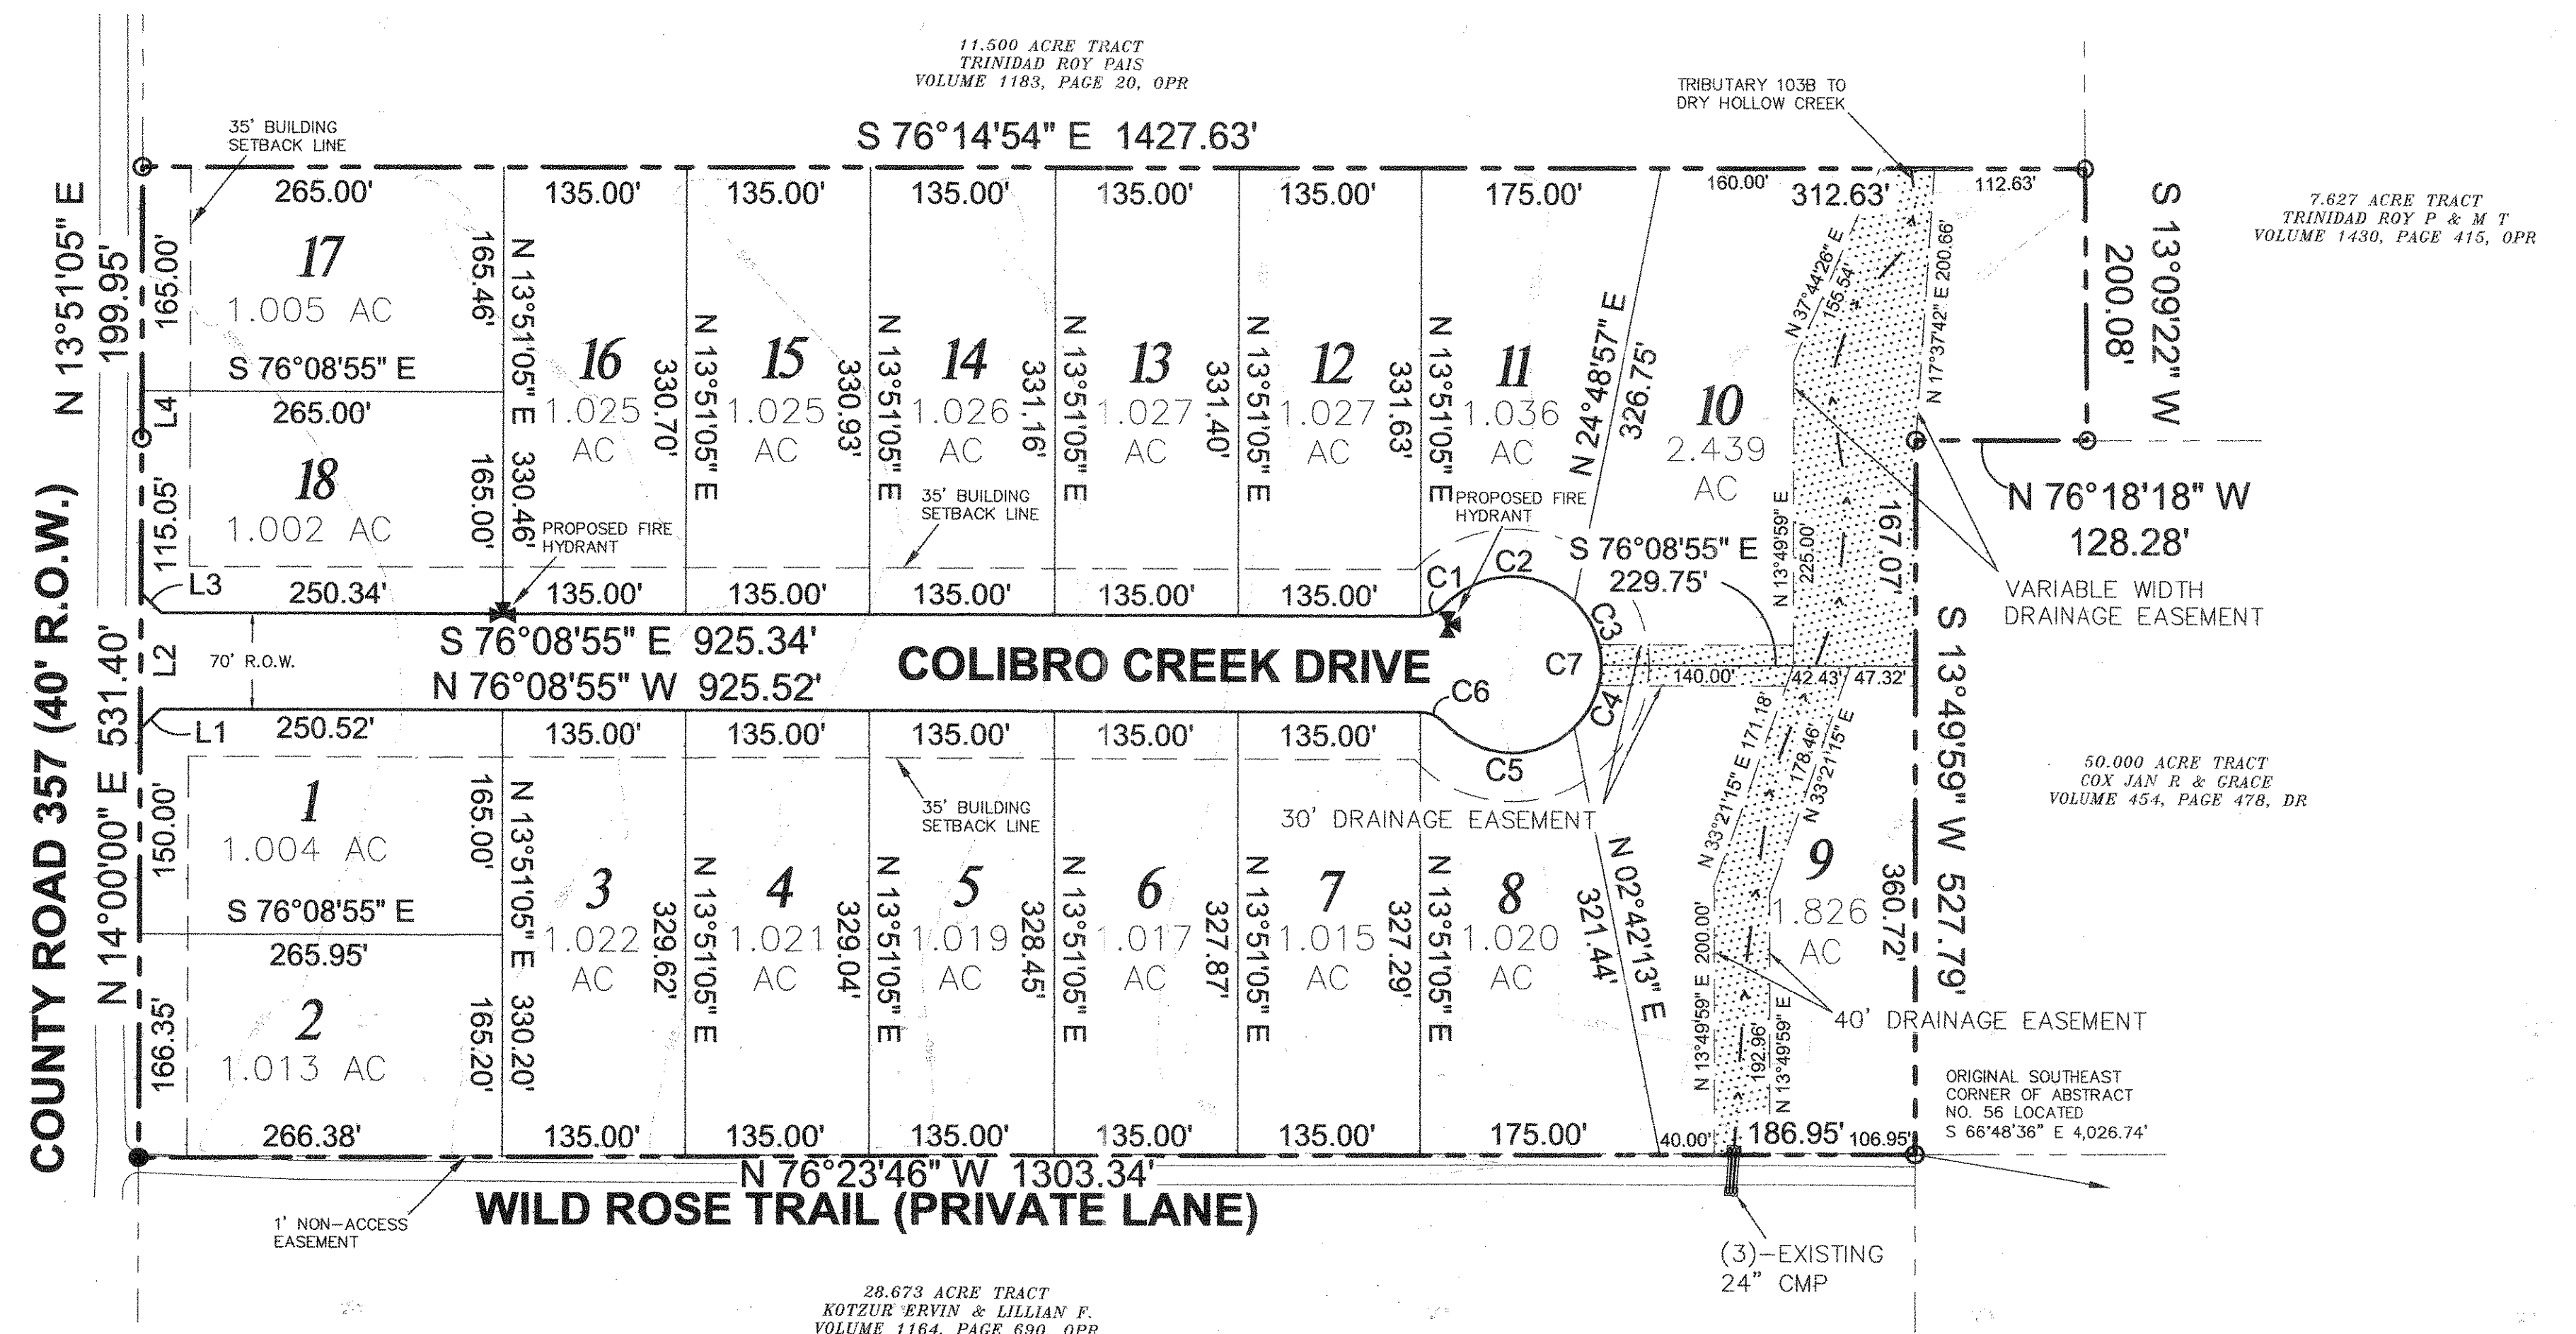 11.500 ACRE TRACT
TRINIDAD ROY PAIS
VOLUME 1183, PAGE 20, OPR
TRIBUTARY 103B TO
DRY HOLLOW CREEK
35' BUILDING
SETBACK LINE
S 76°14'54" E 1427.63'
265.00'
135.00'
135.00'
135.00'
135.00'
135.00'
175.00'
160.00'
312.63'
112.63'
7.627 ACRE TRACT
TRINIDAD ROY P & M T
VOLUME 1430, PAGE 415, OPR
S 13°09'22" W
200.08'
N 13°51'05" E
199.95'
165.00'
17
1.005 AC
165.46'
S 76°08'55" E
265.00'
L4
18
1.002 AC
115.05'
165.00'
N 13°51'05" E 330.46'
16
1.025
AC
330.70'
N 13°51'05" E
15
1.025
AC
330.93'
N 13°51'05" E
14
1.026
AC
331.16'
N 13°51'05" E
13
1.027
AC
331.40'
N 13°51'05" E
12
1.027
AC
331.63'
N 13°51'05" E
11
1.036
AC
N 24°48'57" E
326.75'
10
2.439
AC
N 37°44'26" E
155.54'
N 17°37'42" E 200.66'
N 13°49'59" E
225.00'
167.07'
N 76°18'18" W
128.28'
VARIABLE WIDTH
DRAINAGE EASEMENT
PROPOSED FIRE
HYDRANT
35' BUILDING
SETBACK LINE
PROPOSED FIRE
HYDRANT
S 76°08'55" E
229.75'
L3
250.34'
135.00'
135.00'
135.00'
135.00'
135.00'
C1
C2
C3
L2
70' R.O.W.
S 76°08'55" E 925.34'
N 76°08'55" W 925.52'
COLIBRO CREEK DRIVE
C7
C6
C4
C5
140.00'
42.43'
47.32'
L1
250.52'
135.00'
135.00'
135.00'
135.00'
135.00'
COUNTY ROAD 357 (40' R.O.W.)
N 14°00'00" E 531.40'
150.00'
1
1.004 AC
165.00'
S 76°08'55" E
265.95'
2
1.013 AC
166.35'
165.20'
266.38'
N 13°51'05" E 330.20'
3
1.022
AC
329.62'
N 13°51'05" E
4
1.021
AC
329.04'
N 13°51'05" E
35' BUILDING
SETBACK LINE
5
1.019
AC
328.45'
N 13°51'05" E
6
1.017
AC
327.87'
N 13°51'05" E
7
1.015
AC
327.29'
N 13°51'05" E
30' DRAINAGE EASEMENT
8
1.020
AC
321.44'
N 02°42'13" E
N 33°21'15" E 171.18'
178.46'
N 33°21'15" E
9
1.826
AC
360.72'
S 13°49'59" W 527.79'
50.000 ACRE TRACT
COX JAN R & GRACE
VOLUME 454, PAGE 478, DR
N 13°49'59" E 200.00'
192.96'
N 13°49'59" E
40' DRAINAGE EASEMENT
ORIGINAL SOUTHEAST
CORNER OF ABSTRACT
NO. 56 LOCATED
S 66°48'36" E 4,026.74'
135.00'
135.00'
135.00'
135.00'
135.00'
175.00'
40.00'
186.95'
106.95'
N 76°23'46" W 1303.34'
WILD ROSE TRAIL (PRIVATE LANE)
1' NON-ACCESS
EASEMENT
(3)-EXISTING
24" CMP
28.673 ACRE TRACT
KOTZUR ERVIN & LILLIAN F.
VOLUME 1164, PAGE 690, OPR